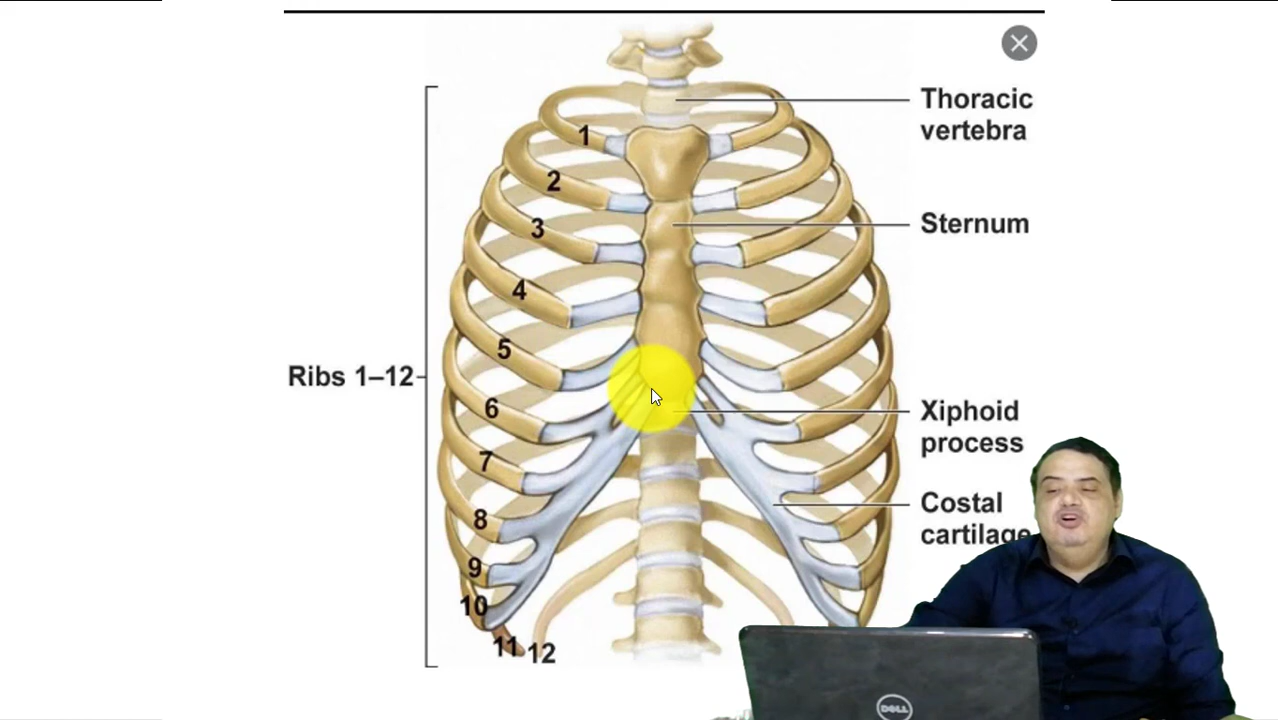 Thoracic
vertebra
1
2
3
Sternum
4
5
Ribs 1–12
6
Xiphoid
process
7
8
Costal
cartilage
9
10
11 12
DELL